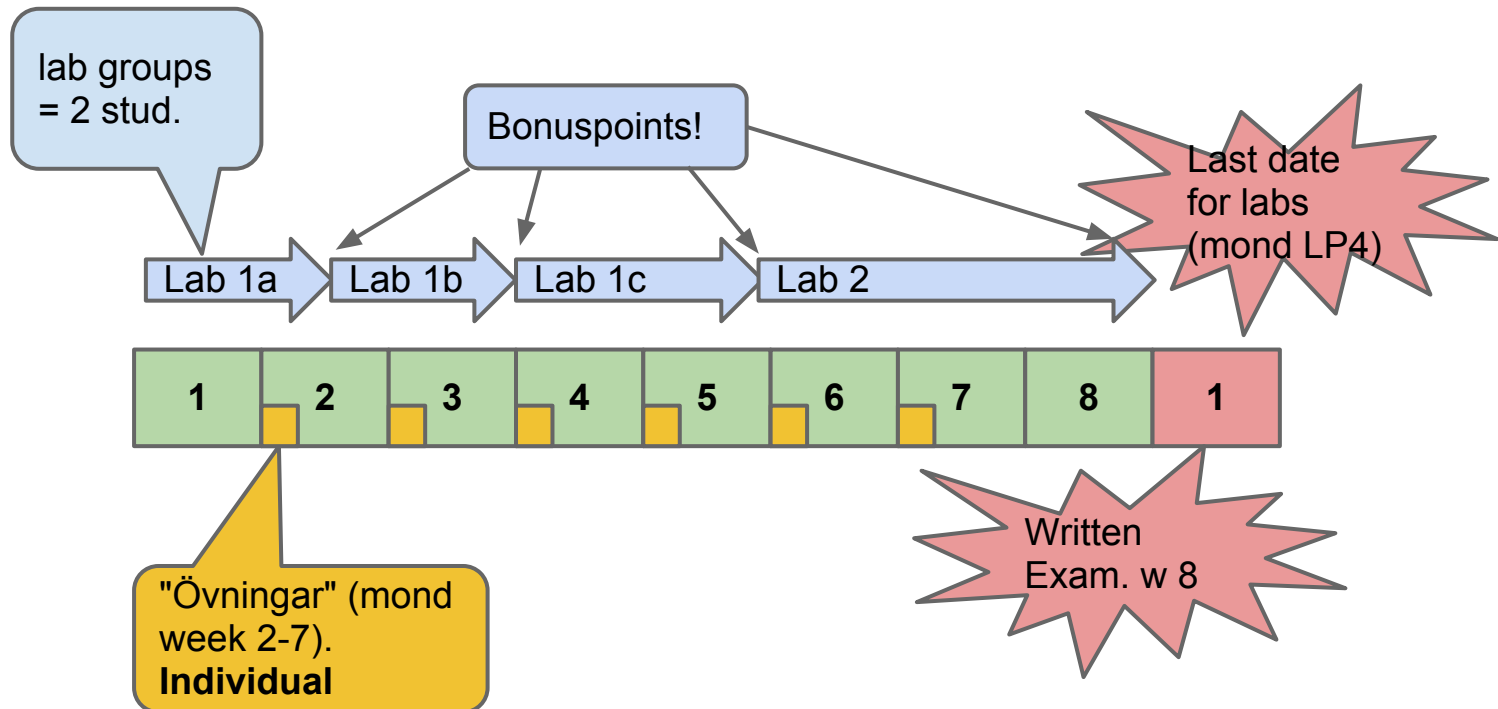 lab groups
= 2 stud.
Bonuspoints!
Last date
for labs
(mond LP4)
Lab 1a
Lab 1b
Lab 1c
Lab 2
1 2 3 4 5 6 7 8 1
"Övningar" (mond
week 2-7).
Individual
Written
Exam. w 8